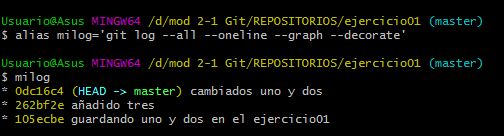 Usuario@Asus MINGW64 /d/mod 2-1 Git/REPOSITORIOS/ejercicio01 (master)
$ alias milog='git log --all --oneline --graph --decorate'
Usuario@Asus MINGW64 /d/mod 2-1 Git/REPOSITORIOS/ejercicio01 (master)
$ milog
* 0dc16c4 (HEAD -> master) cambiados uno y dos
* 262bf2e añadido tres
* 105ecbe guardando uno y dos en el ejercicio01